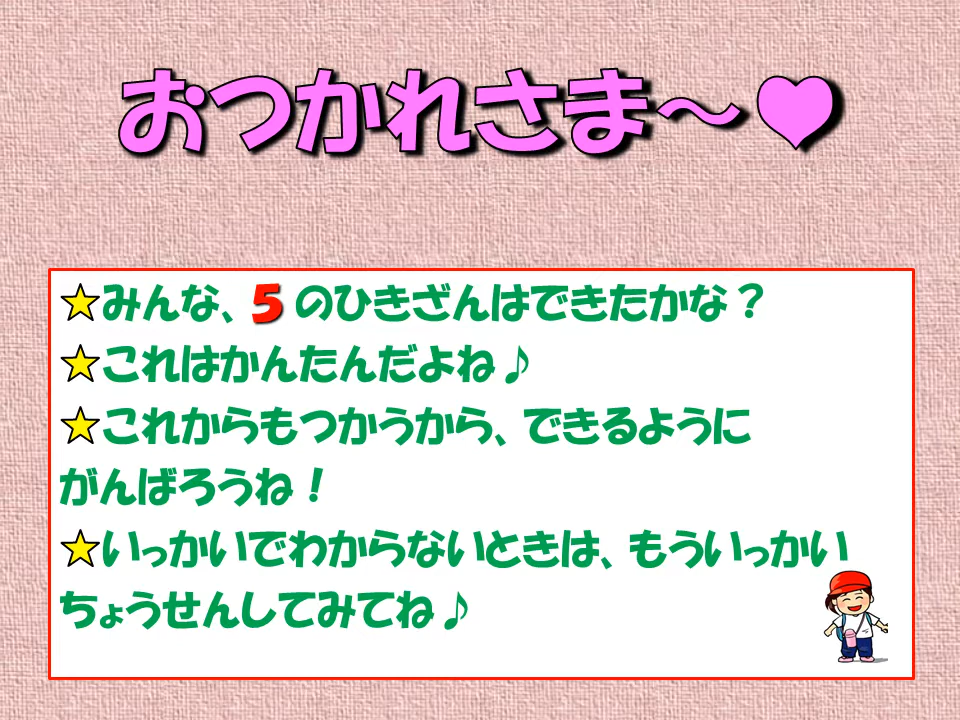 おつかれさま～♥
★みんな、5のひきざんはできたかな？
★これはかんたんだよね♪
★これからもつかうから、できるように
がんばろうね！
★いっかいでわからないときは、もういっかい
ちょうせんしてみてね♪